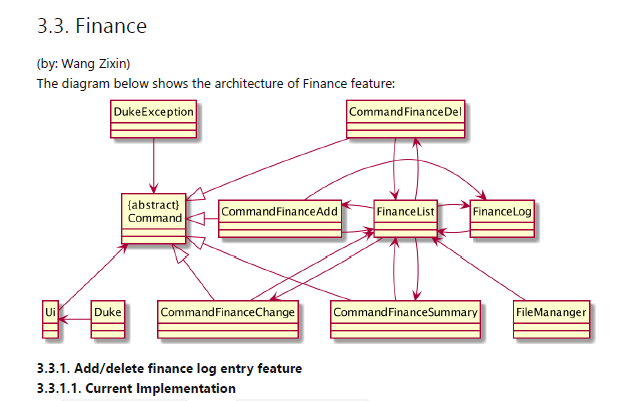 3.3. Finance
(by: Wang Zixin)
The diagram below shows the architecture of Finance feature:
DukeException
CommandFinanceDel
{abstract}
Command
CommandFinanceAdd
FinanceList
FinanceLog
Ui
Duke
CommandFinanceChange
CommandFinanceSummary
FileMananger
3.3.1. Add/delete finance log entry feature
3.3.1.1. Current Implementation